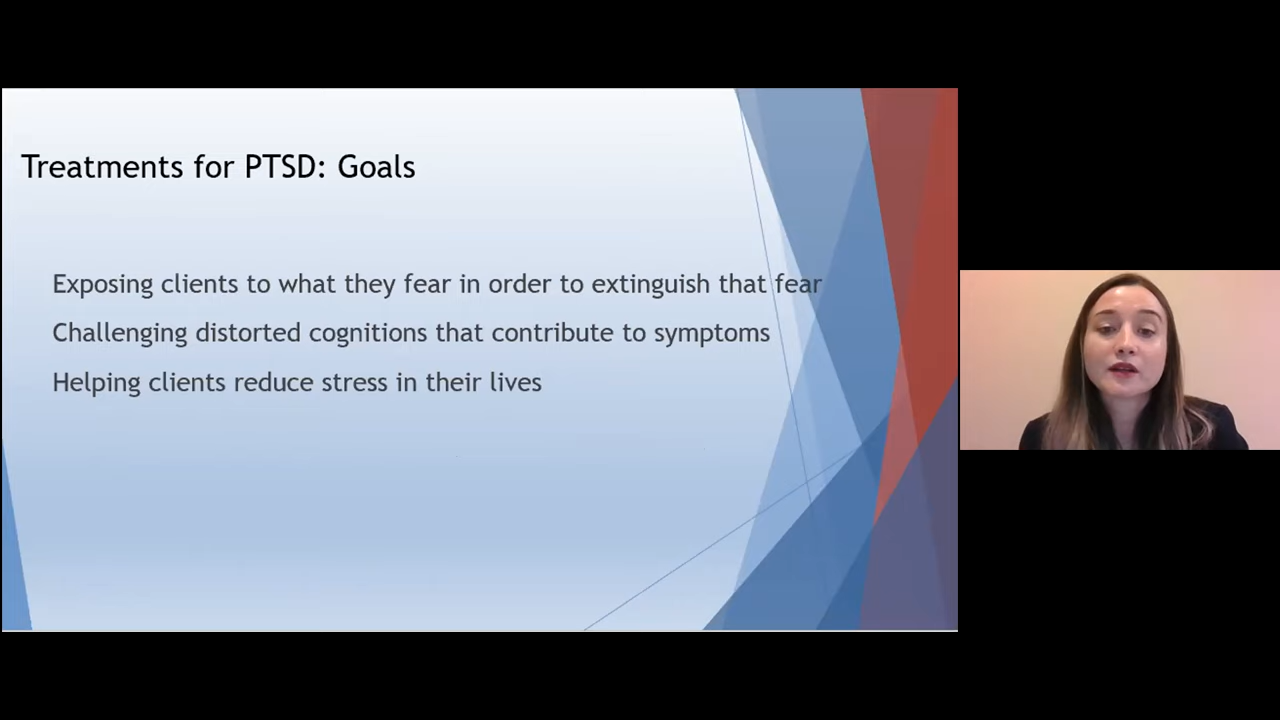 Treatments for PTSD: Goals
Exposing clients to what they fear in order to extinguish that fear
Challenging distorted cognitions that contribute to symptoms
Helping clients reduce stress in their lives